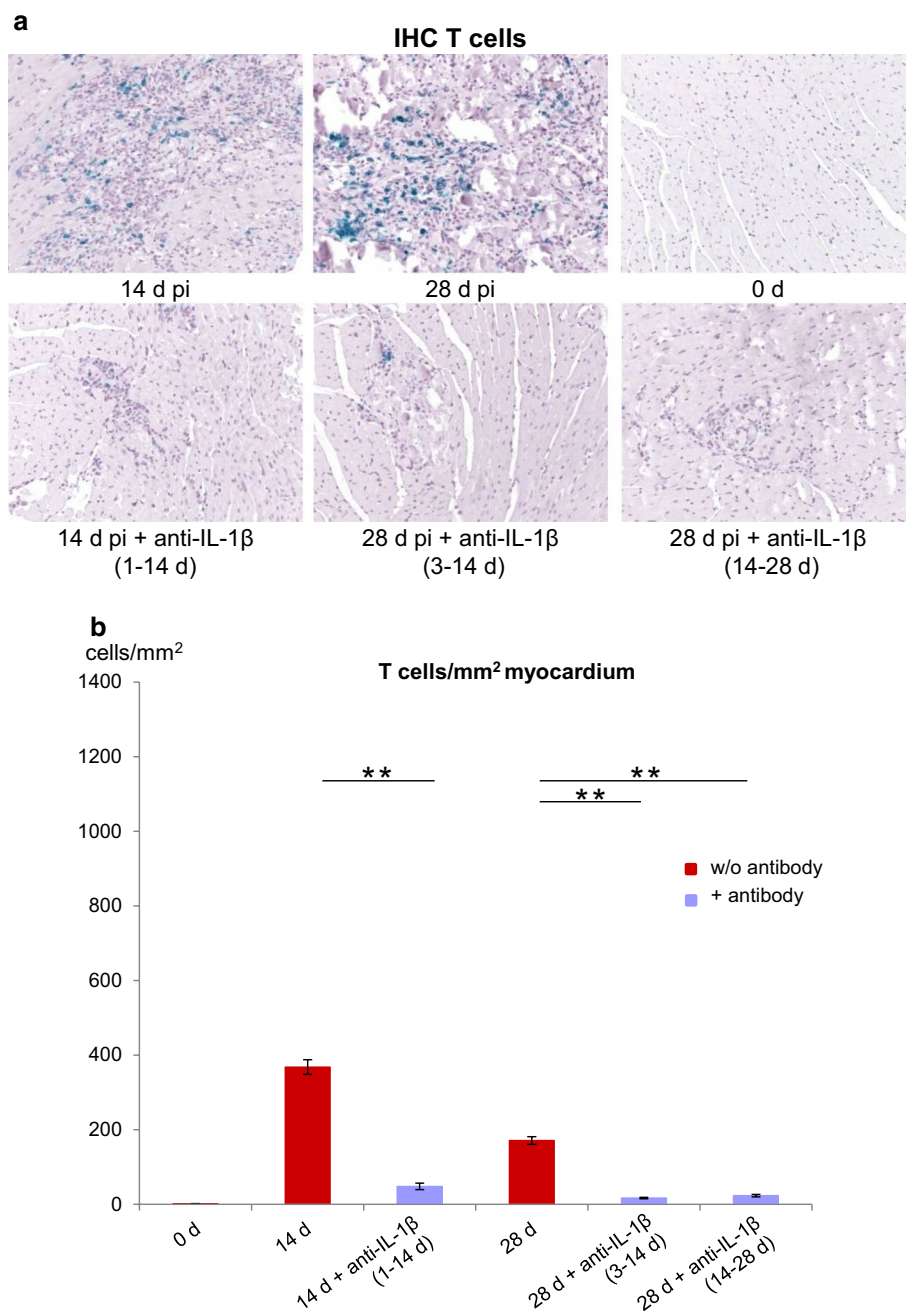 a
IHC T cells
14 d pi
28 d pi
0 d
14 d pi + anti-IL-1β
(1-14 d)
28 d pi + anti-IL-1β
(3-14 d)
28 d pi + anti-IL-1β
(14-28 d)
b
cells/mm²
T cells/mm² myocardium
1400
1200
1000
800
600
400
200
0
**
**
**
w/o antibody
+ antibody
0 d
14 d
14 d + anti-IL-1β
(1-14 d)
28 d
28 d + anti-IL-1β
(3-14 d)
28 d + anti-IL-1β
(14-28 d)